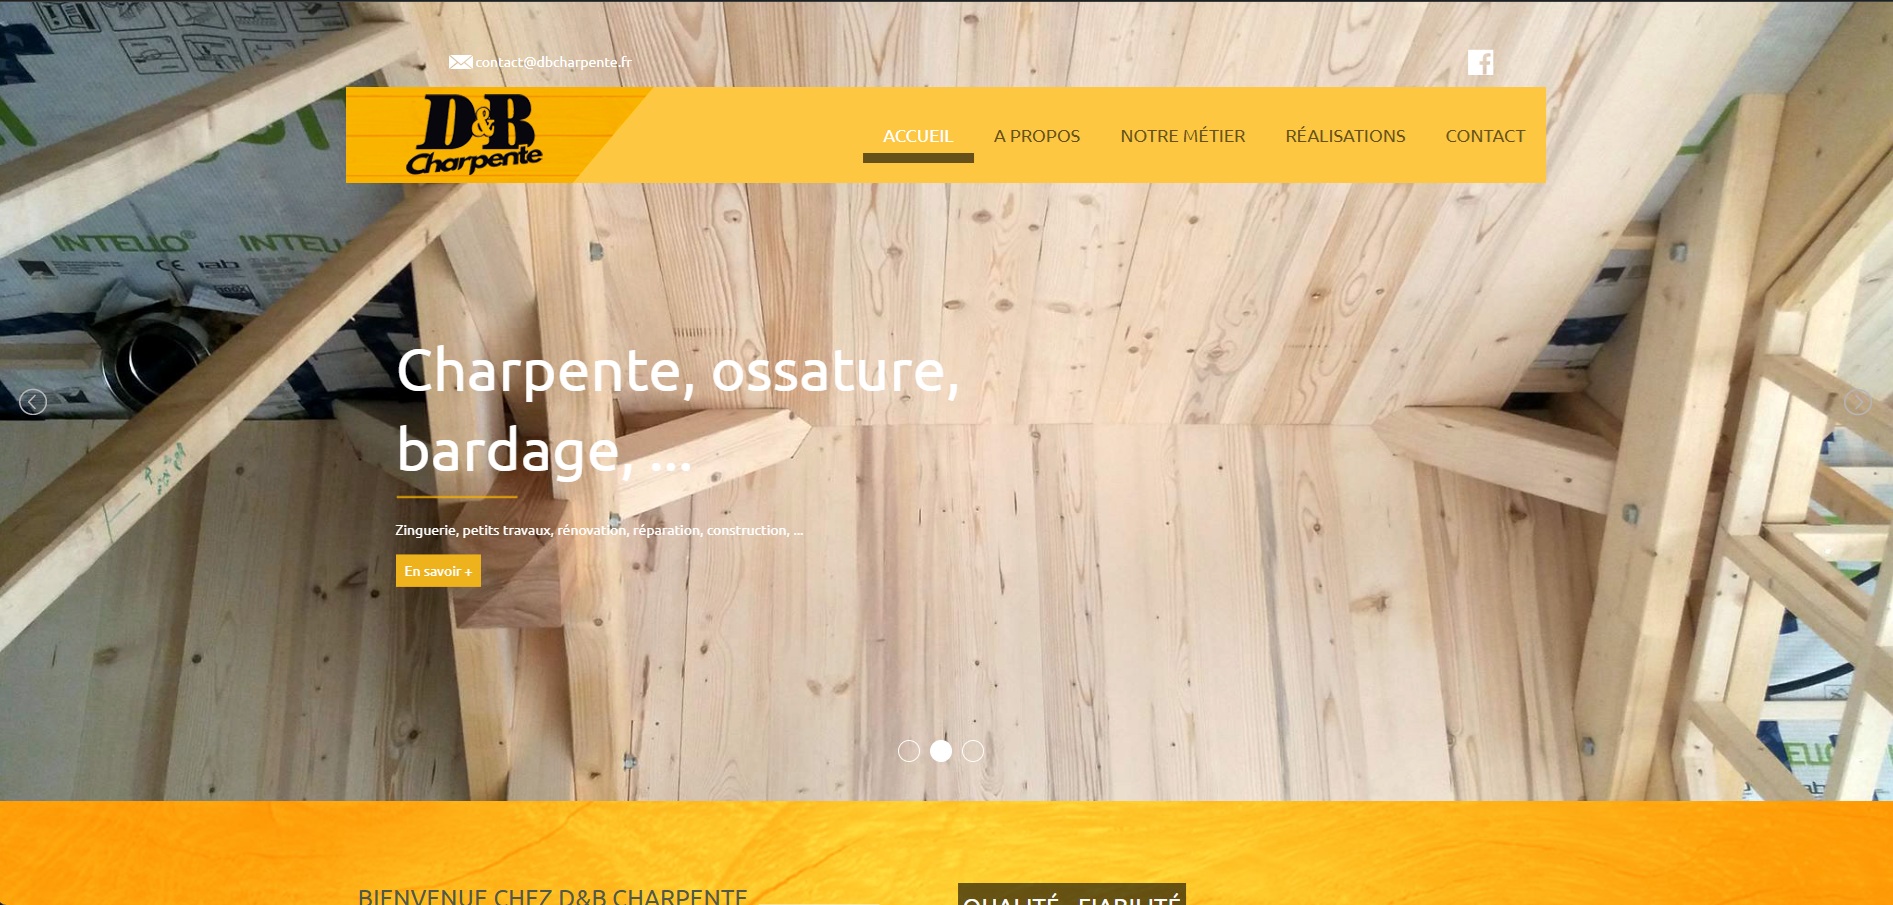 contact@dbcharpente.fr
D&B
Charpente
ACCUEIL
A PROPOS
NOTRE MÉTIER
RÉALISATIONS
CONTACT
INTELLO®
INTELLO
CE
Charpente, ossature,
bardage, ...
Zinguerie, petits travaux, rénovation, réparation, construction, ...
En savoir +
BIENVENUE CHEZ D&B CHARPENTE
QUALITÉ - FIABILITÉ